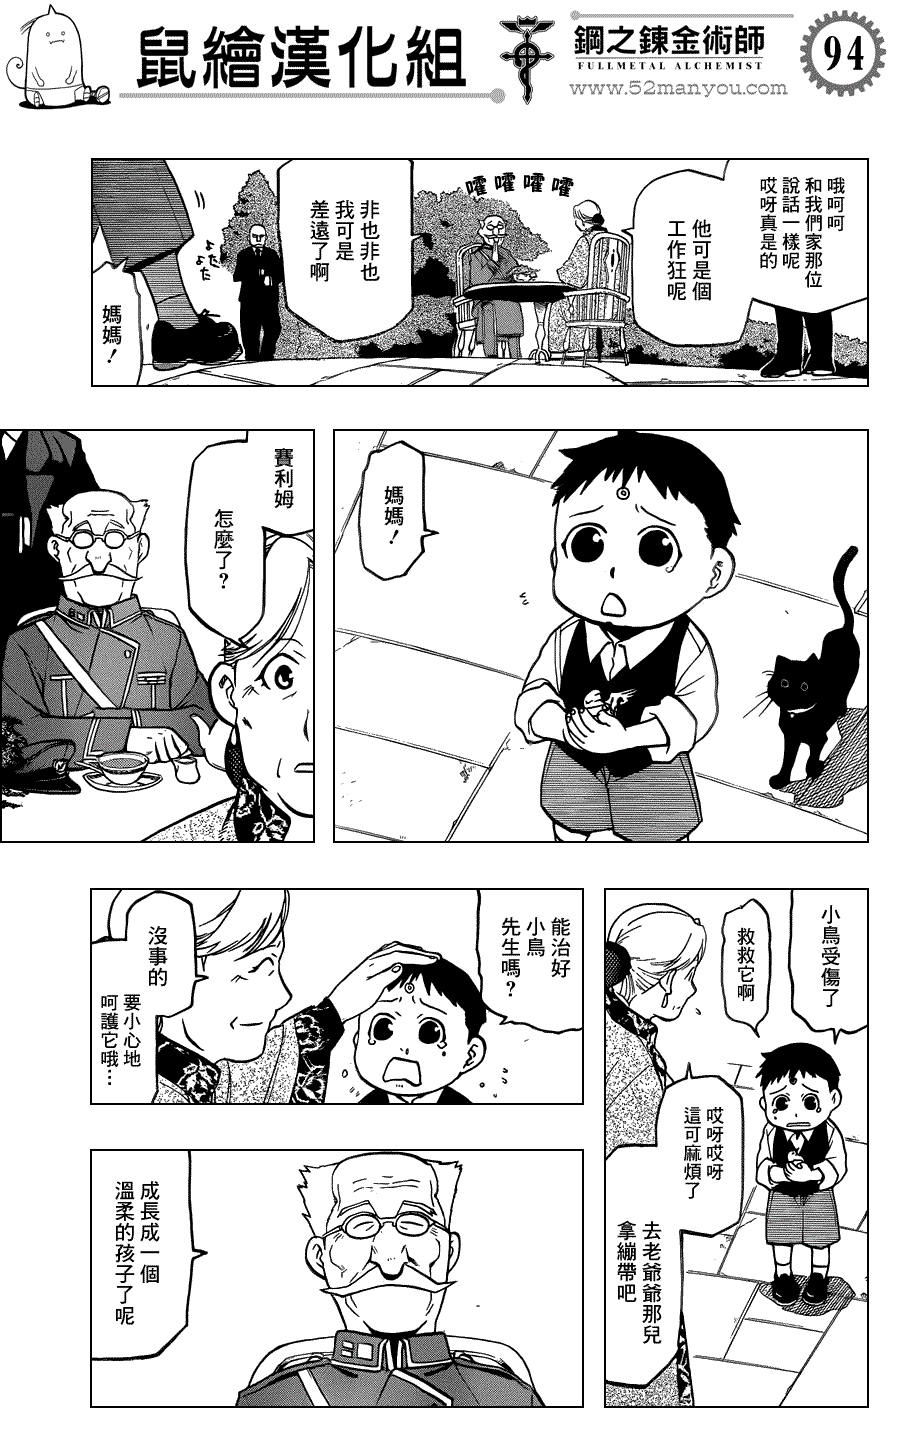 鼠繪漢化組
鋼之鍊金術師
FULLMETAL ALCHEMIST
www.52manyou.com
94
哦呵呵
和我們家那位
說話一樣呢
哎呀真是的
他可是個
工作狂呢
嚯嚯嚯嚯
非也非也
我可是
差遠了啊
よた
よた
よた
媽媽!
媽媽!
賽利姆
怎麼了?
小鳥受傷了
救救它啊
哎呀哎呀
這可麻煩了
去老爺爺那兒
拿繃帶吧
能治好
小鳥
先生嗎?
沒事的
要小心地
呵護它哦…
成長成一個
溫柔的孩子了呢